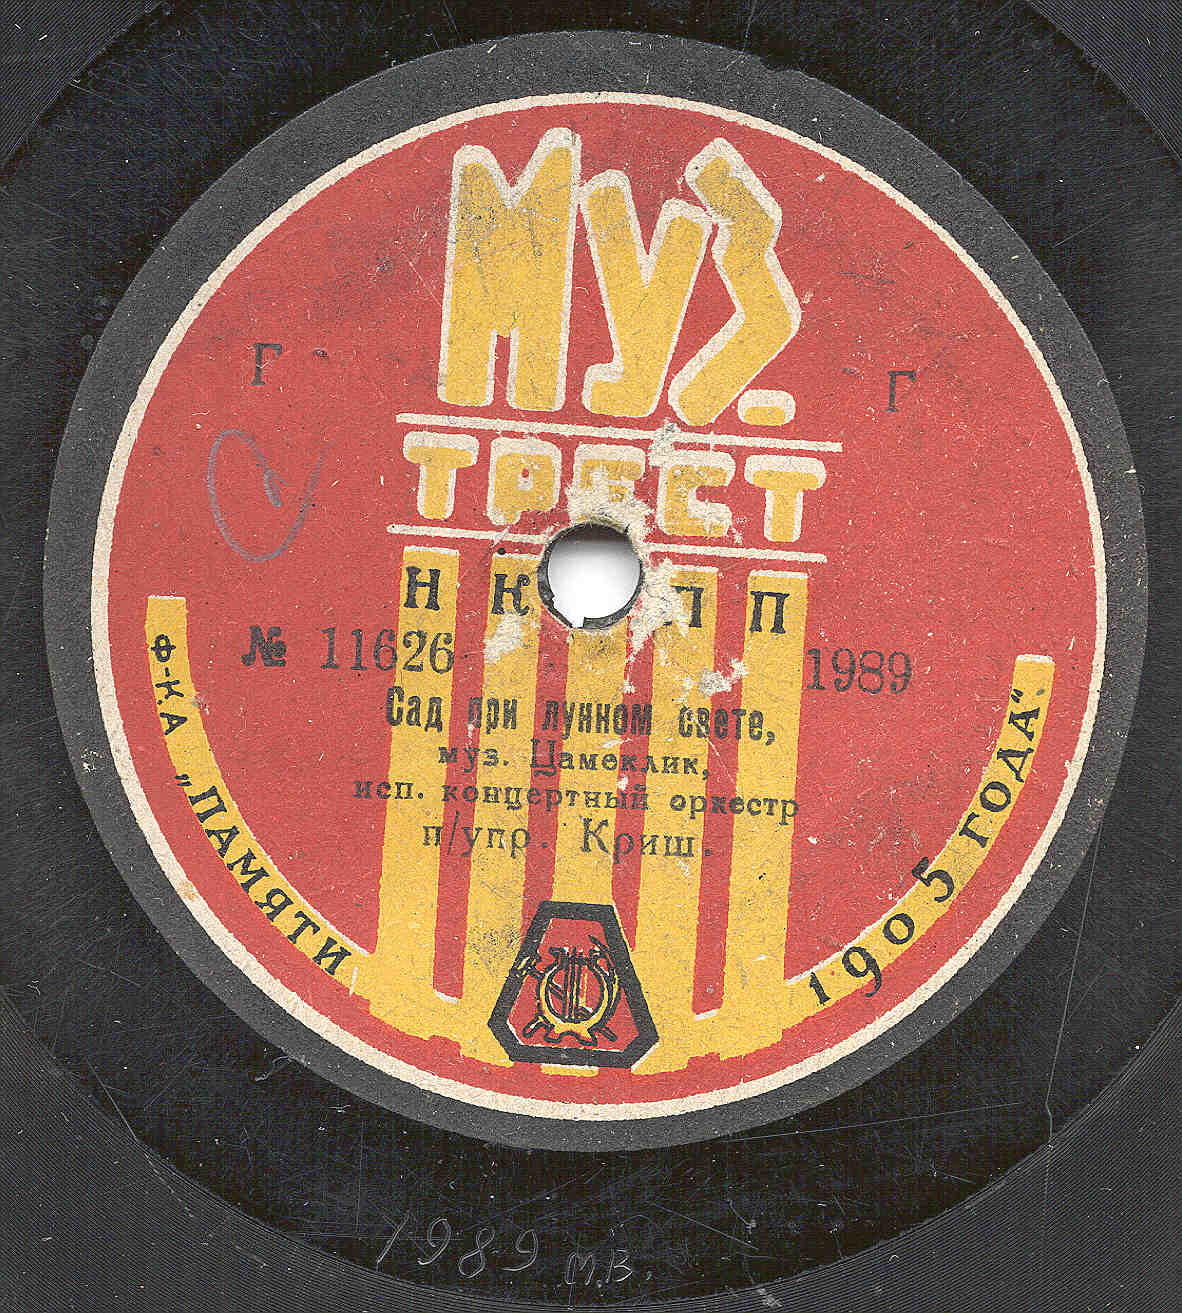 Муз.
ТРЕСТ
Г Г
Н К Л П
№ 11626 1989
Сад при лунном свете,
муз. Цамеклик,
исп. концертный оркестр
п/упр. Криш.
Ф-КА „ПАМЯТИ 1905 ГОДА“
1989 м.в.